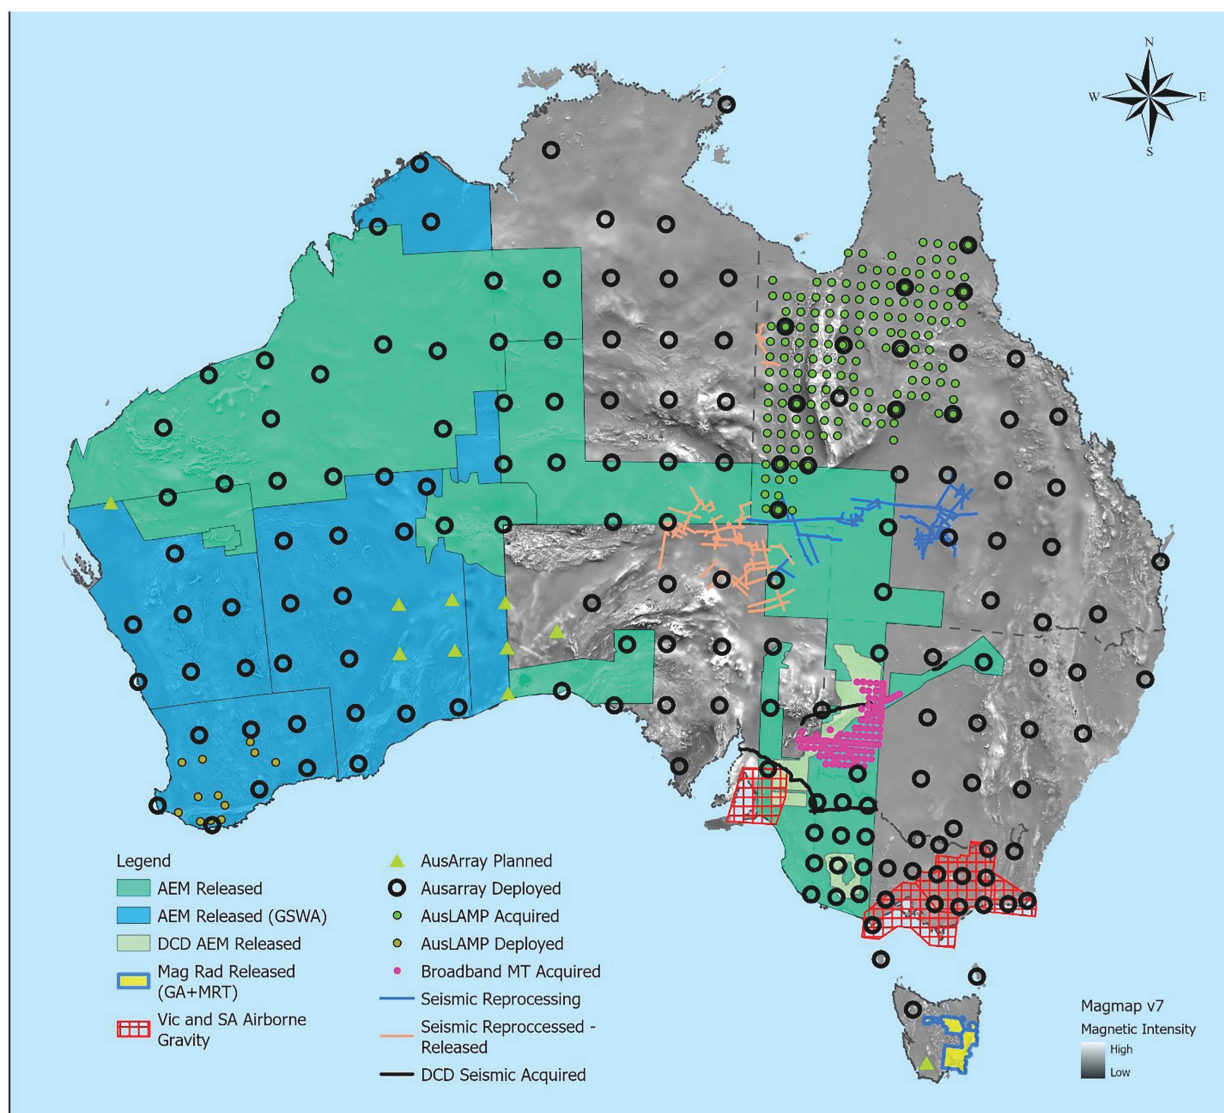 N
W
E
S
Legend
AEM Released
AEM Released (GSWA)
DCD AEM Released
Mag Rad Released
(GA+MRT)
Vic and SA Airborne
Gravity
AusArray Planned
Ausarray Deployed
AusLAMP Acquired
AusLAMP Deployed
Broadband MT Acquired
Seismic Reprocessing
Seismic Reproccessed -
Released
DCD Seismic Acquired
Magmap v7
Magnetic Intensity
High
Low